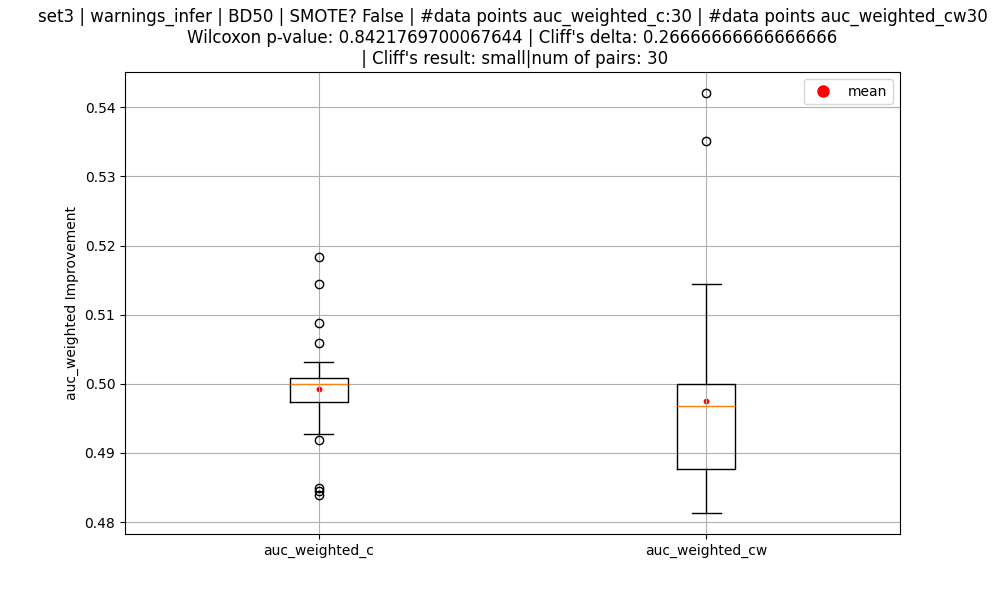 set3 | warnings_infer | BD50 | SMOTE? False | #data points auc_weighted_c:30 | #data points auc_weighted_cw30
Wilcoxon p-value: 0.8421769700067644 | Cliff's delta: 0.26666666666666666
| Cliff's result: small|num of pairs: 30
mean
0.54
0.53
0.52
0.51
0.50
0.49
0.48
auc_weighted Improvement
auc_weighted_c
auc_weighted_cw